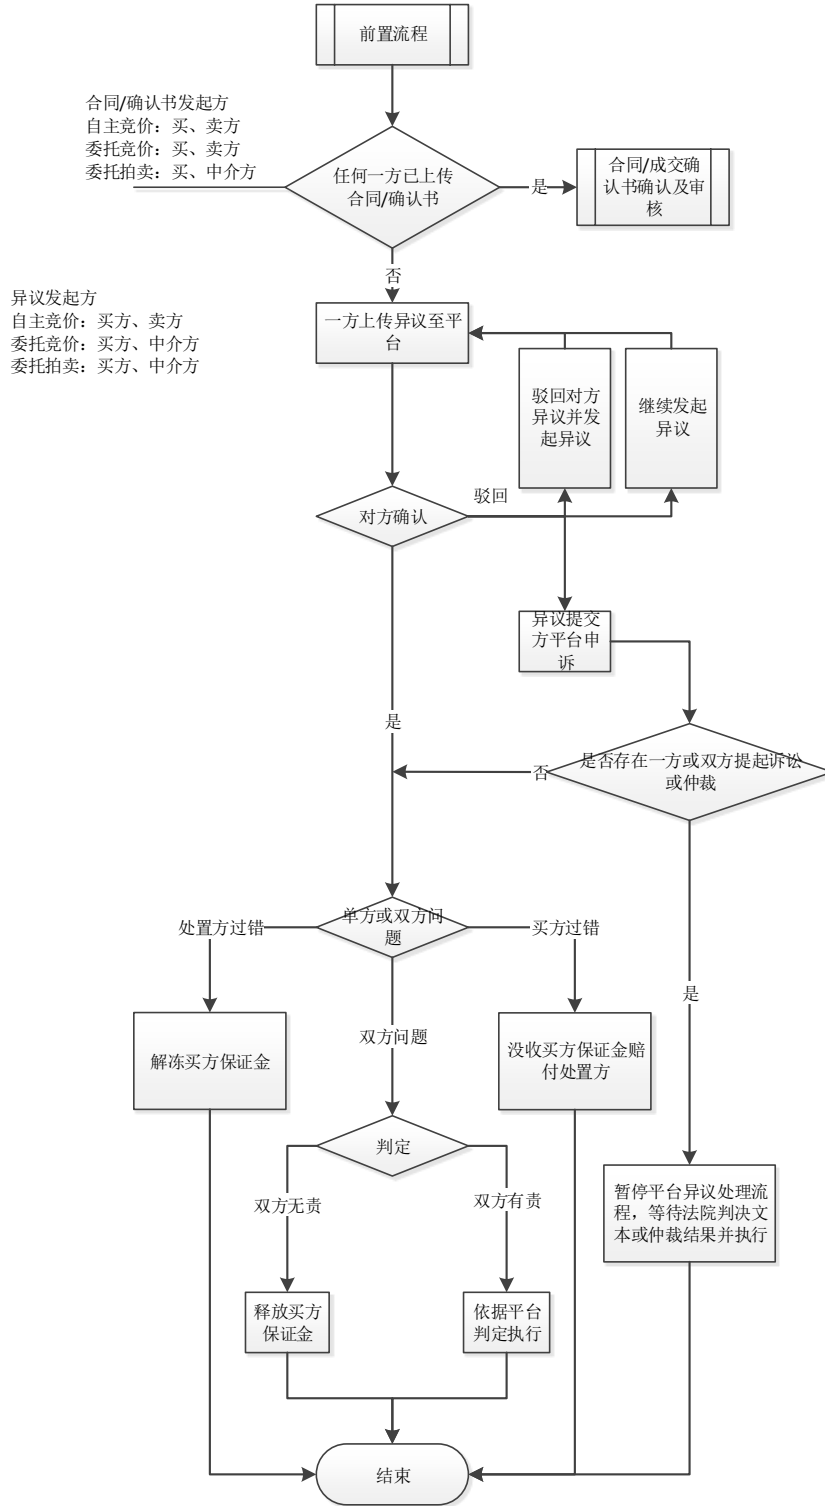 前置流程
合同/确认书发起方
自主竞价：买、卖方
委托竞价：买、卖方
委托拍卖：买、中介方
任何一方已上传
合同/确认书
是
合同/成交确
认书确认及审
核
否
异议发起方
自主竞价：买方、卖方
委托竞价：买方、中介方
委托拍卖：买方、中介方
一方上传异议至平
台
驳回对方
异议并发
起异议
继续发起
异议
驳回
对方确认
异议提交
方平台申
诉
是
是否存在一方或双方提起诉讼
或仲裁
否
单方或双方问
题
处置方过错
买方过错
是
双方问题
解冻买方保证金
没收买方保证金赔
付处置方
判定
双方无责
双方有责
暂停平台异议处理流
程，等待法院判决文
本或仲裁结果并执行
释放买方
保证金
依据平台
判定执行
结束